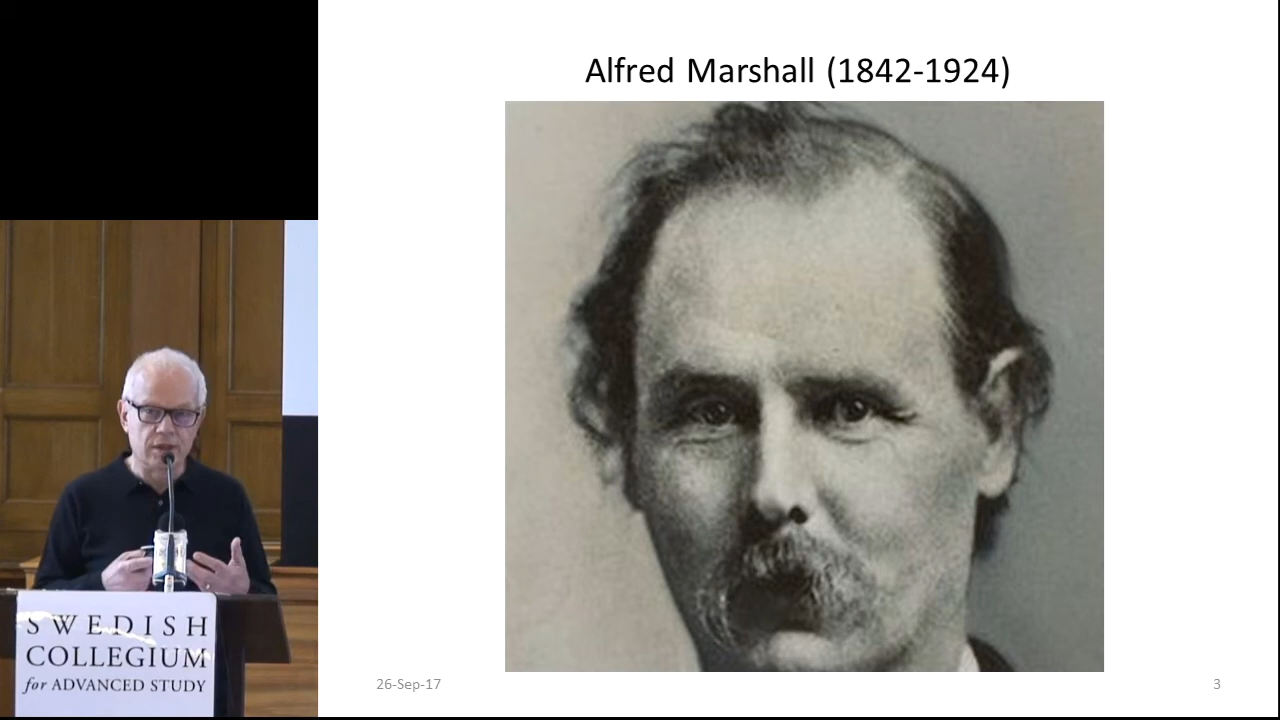 Alfred Marshall (1842-1924)
SWEDISH
COLLEGIUM
for ADVANCED STUDY
26-Sep-17
3